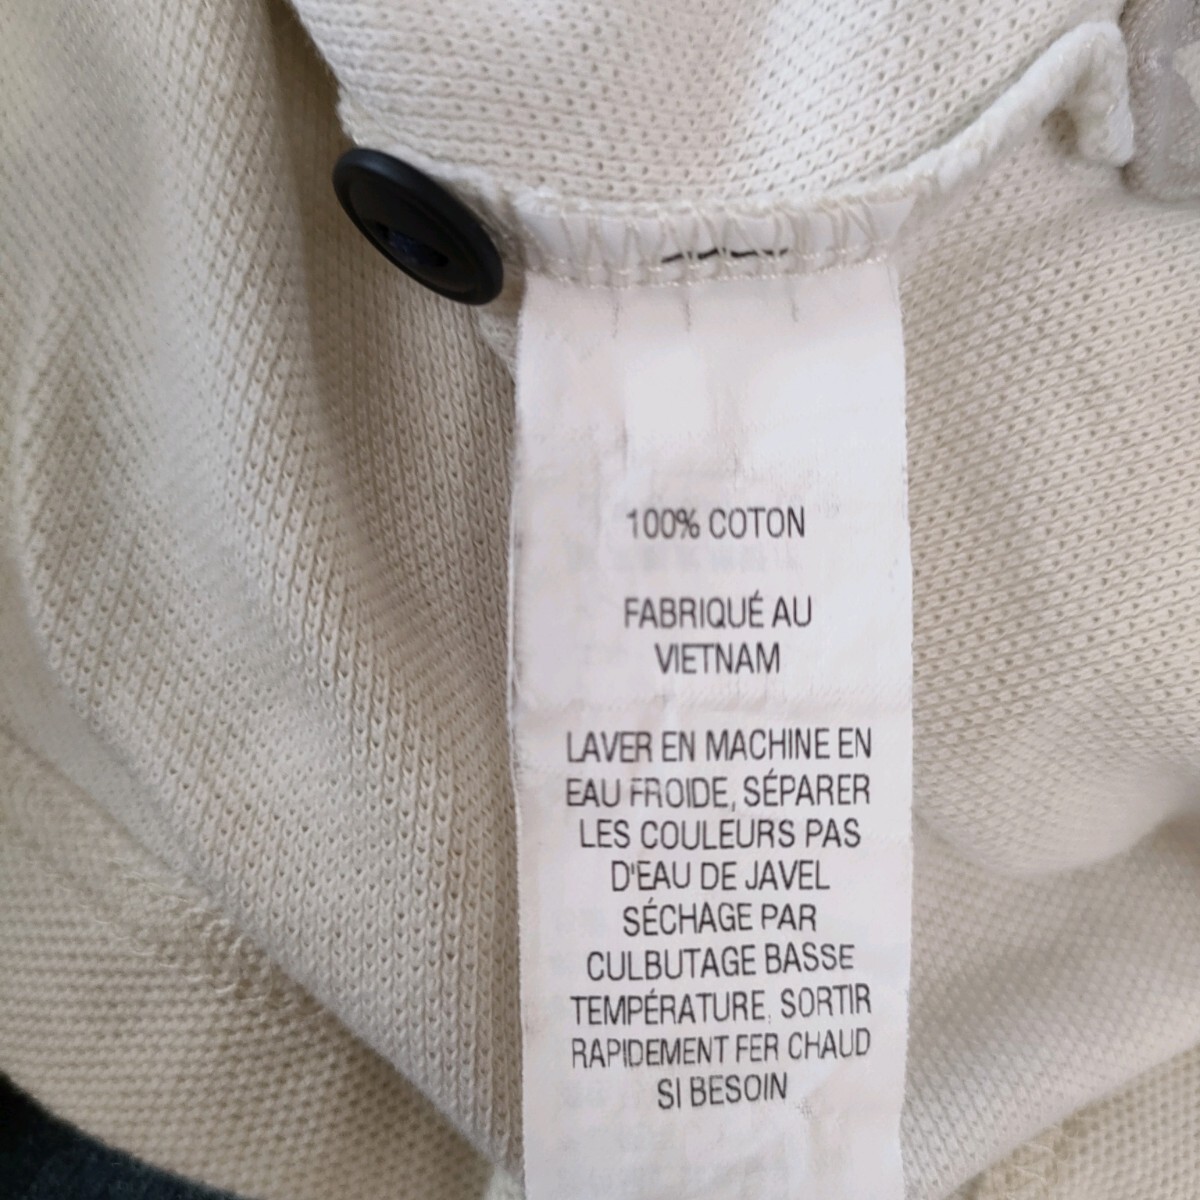 100% COTON
FABRIQUÉ AU
VIETNAM
LAVER EN MACHINE EN
EAU FROIDE, SÉPARER
LES COULEURS PAS
D'EAU DE JAVEL
SÉCHAGE PAR
CULBUTAGE BASSE
TEMPÉRATURE, SORTIR
RAPIDEMENT FER CHAUD
SI BESOIN